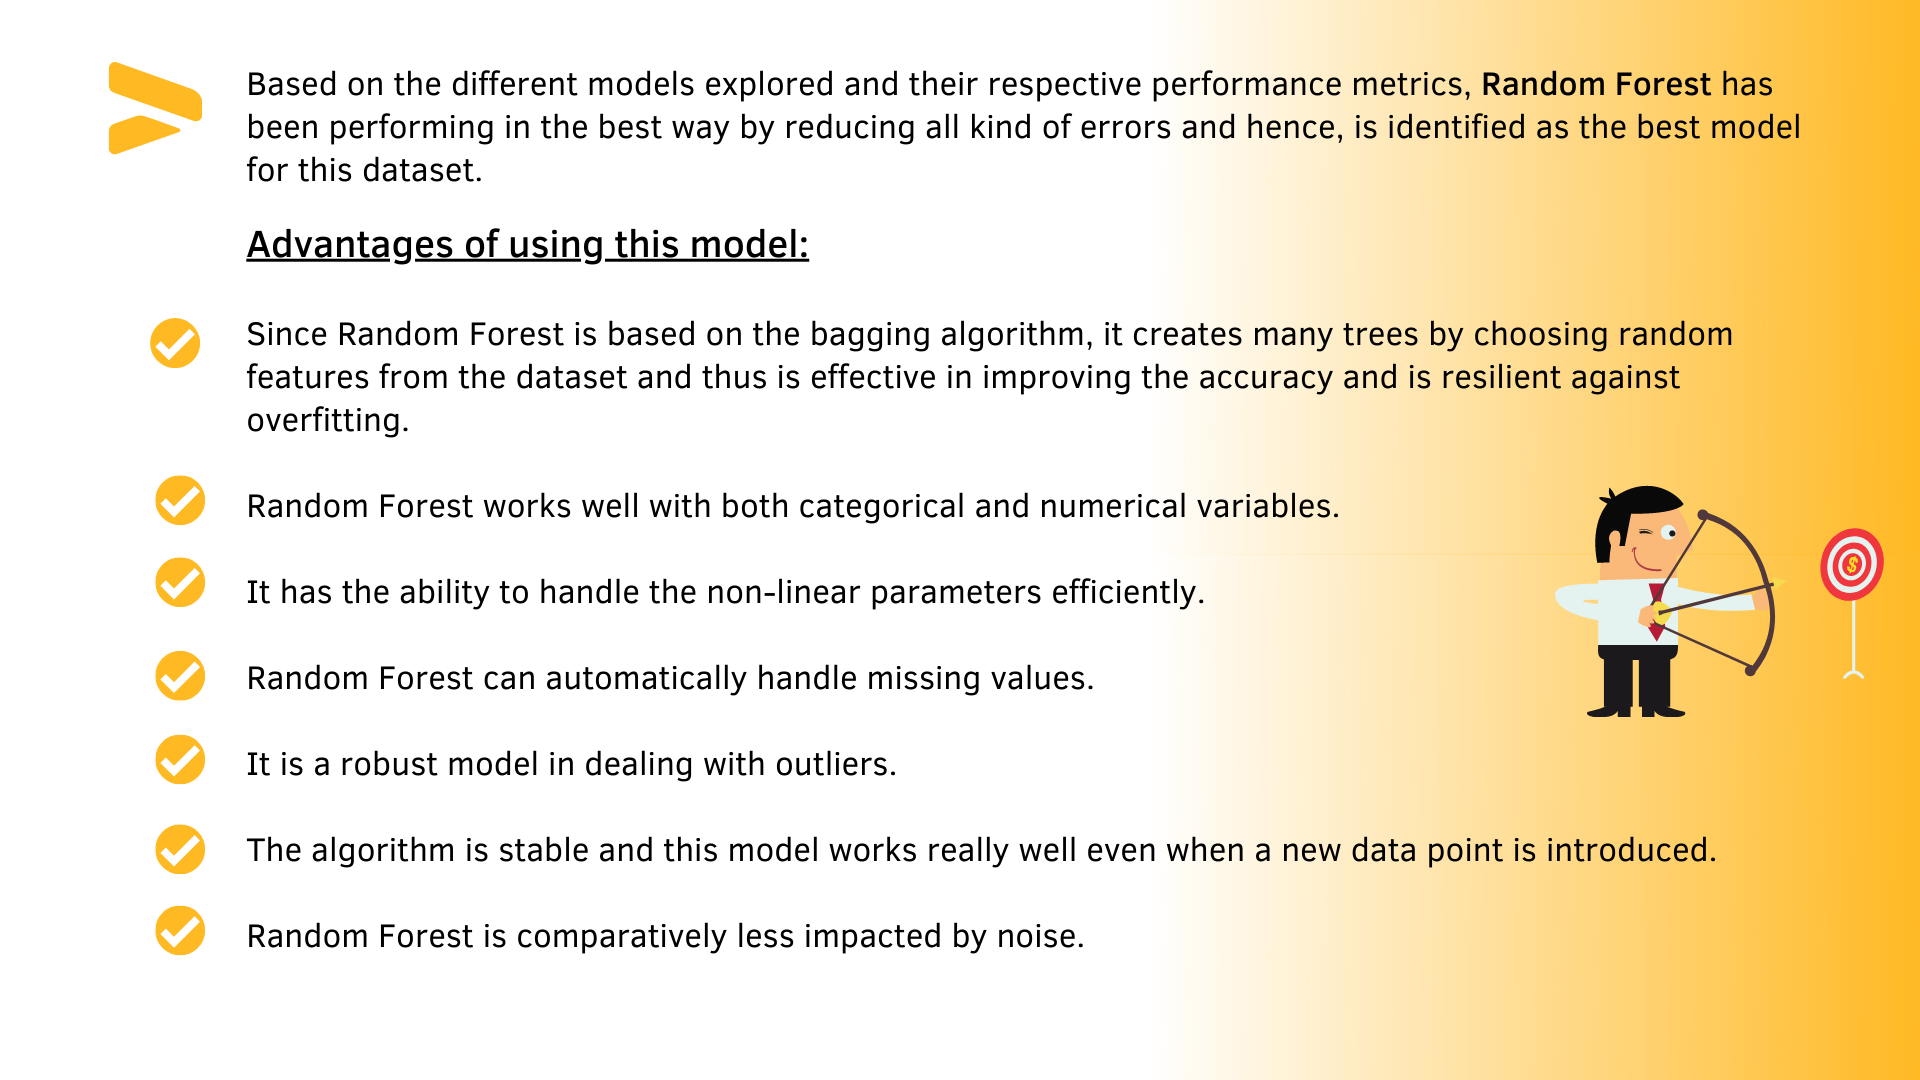 Based on the different models explored and their respective performance metrics, Random Forest has
been performing in the best way by reducing all kind of errors and hence, is identified as the best model
for this dataset.
Advantages of using this model:
Since Random Forest is based on the bagging algorithm, it creates many trees by choosing random
features from the dataset and thus is effective in improving the accuracy and is resilient against
overfitting.
Random Forest works well with both categorical and numerical variables.
It has the ability to handle the non-linear parameters efficiently.
Random Forest can automatically handle missing values.
It is a robust model in dealing with outliers.
The algorithm is stable and this model works really well even when a new data point is introduced.
Random Forest is comparatively less impacted by noise.
$